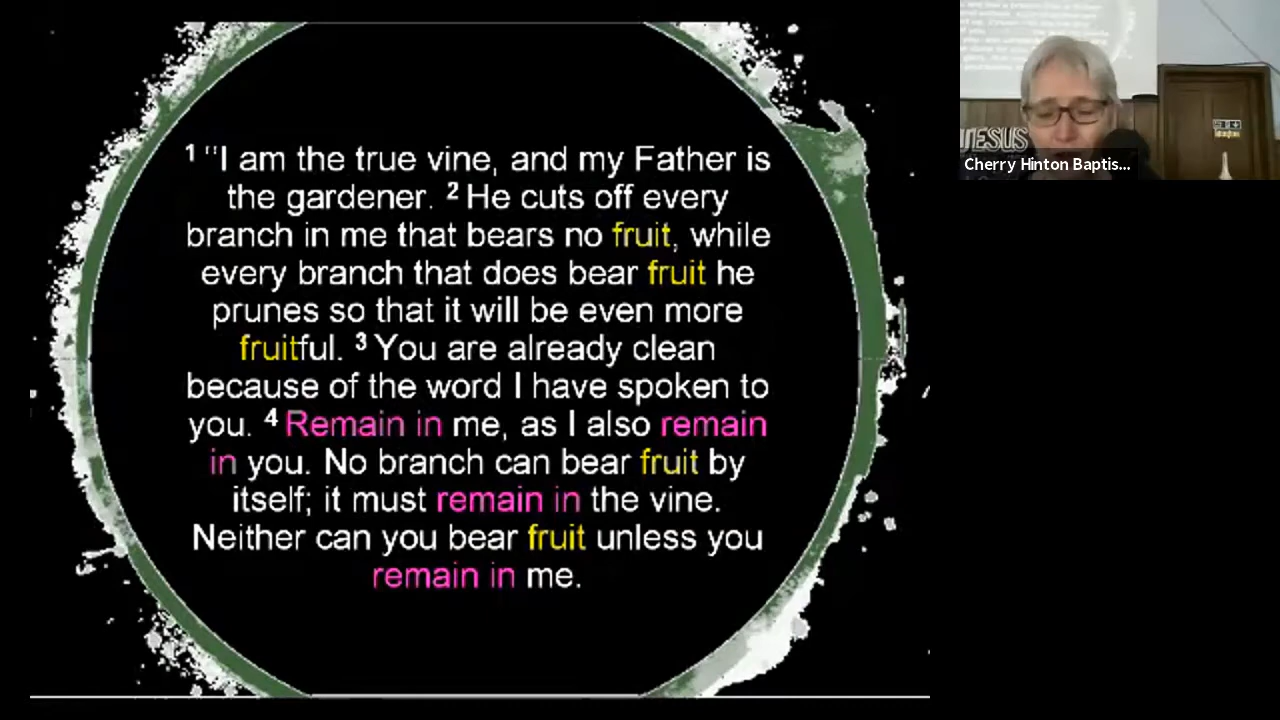 ¹ "I am the true vine, and my Father is
the gardener. ² He cuts off every
branch in me that bears no fruit, while
every branch that does bear fruit he
prunes so that it will be even more
fruitful. ³ You are already clean
because of the word I have spoken to
you. ⁴ Remain in me, as I also remain
in you. No branch can bear fruit by
itself; it must remain in the vine.
Neither can you bear fruit unless you
remain in me.
JESUS
Cherry Hinton Baptis...